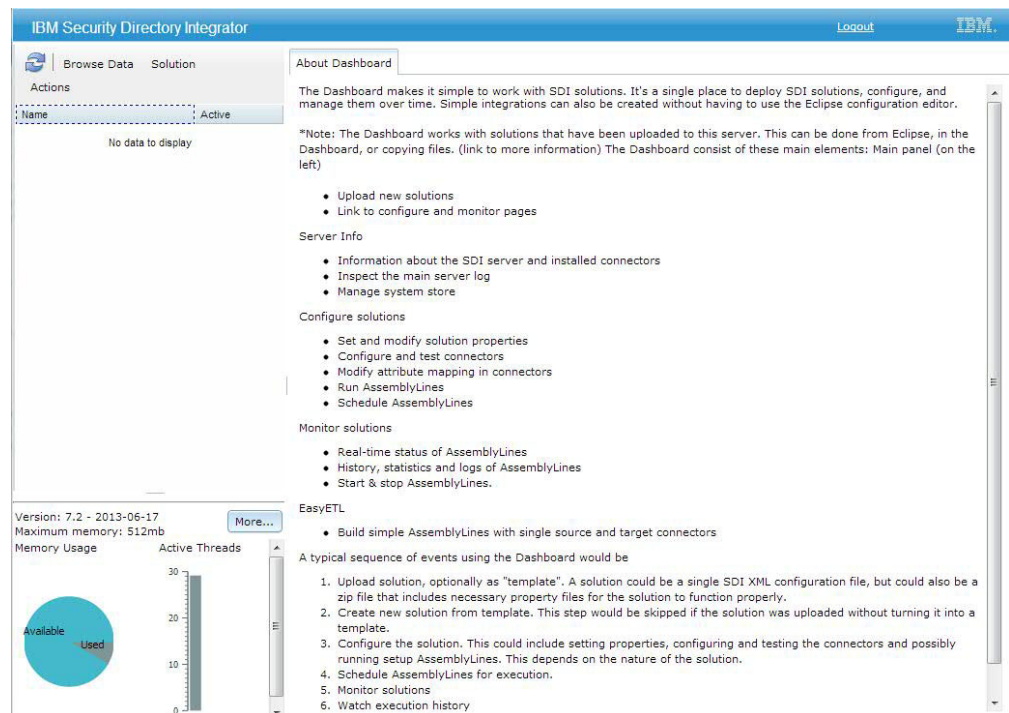 IBM Security Directory Integrator
Logout
IBM.
Browse Data Solution
Actions
Name Active
No data to display
Version: 7.2 - 2013-06-17
Maximum memory: 512mb
More...
Memory Usage Active Threads
Available
Used
30
20
10
0
About Dashboard
The Dashboard makes it simple to work with SDI solutions. It's a single place to deploy SDI solutions, configure, and
manage them over time. Simple integrations can also be created without having to use the Eclipse configuration editor.
*Note: The Dashboard works with solutions that have been uploaded to this server. This can be done from Eclipse, in the
Dashboard, or copying files. (link to more information) The Dashboard consist of these main elements: Main panel (on the
left)
• Upload new solutions
• Link to configure and monitor pages
Server Info
• Information about the SDI server and installed connectors
• Inspect the main server log
• Manage system store
Configure solutions
• Set and modify solution properties
• Configure and test connectors
• Modify attribute mapping in connectors
• Run AssemblyLines
• Schedule AssemblyLines
Monitor solutions
• Real-time status of AssemblyLines
• History, statistics and logs of AssemblyLines
• Start & stop AssemblyLines.
EasyETL
• Build simple AssemblyLines with single source and target connectors
A typical sequence of events using the Dashboard would be
1. Upload solution, optionally as "template". A solution could be a single SDI XML configuration file, but could also be a
zip file that includes necessary property files for the solution to function properly.
2. Create new solution from template. This step would be skipped if the solution was uploaded without turning it into a
template.
3. Configure the solution. This could include setting properties, configuring and testing the connectors and possibly
running setup AssemblyLines. This depends on the nature of the solution.
4. Schedule AssemblyLines for execution.
5. Monitor solutions
6. Watch execution history